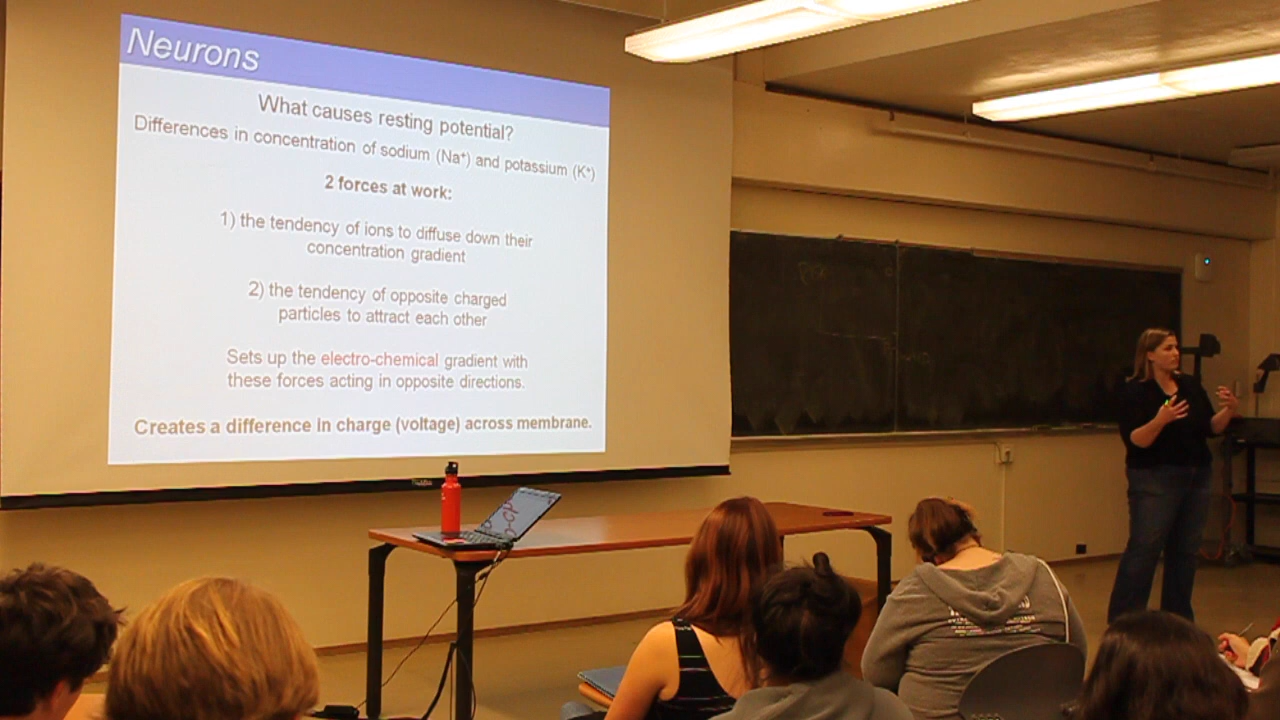 Neurons
What causes resting potential?
Differences in concentration of sodium (Na⁺) and potassium (K⁺)
2 forces at work:
1) the tendency of ions to diffuse down their
concentration gradient
2) the tendency of opposite charged
particles to attract each other
Sets up the electro-chemical gradient with
these forces acting in opposite directions.
Creates a difference in charge (voltage) across membrane.